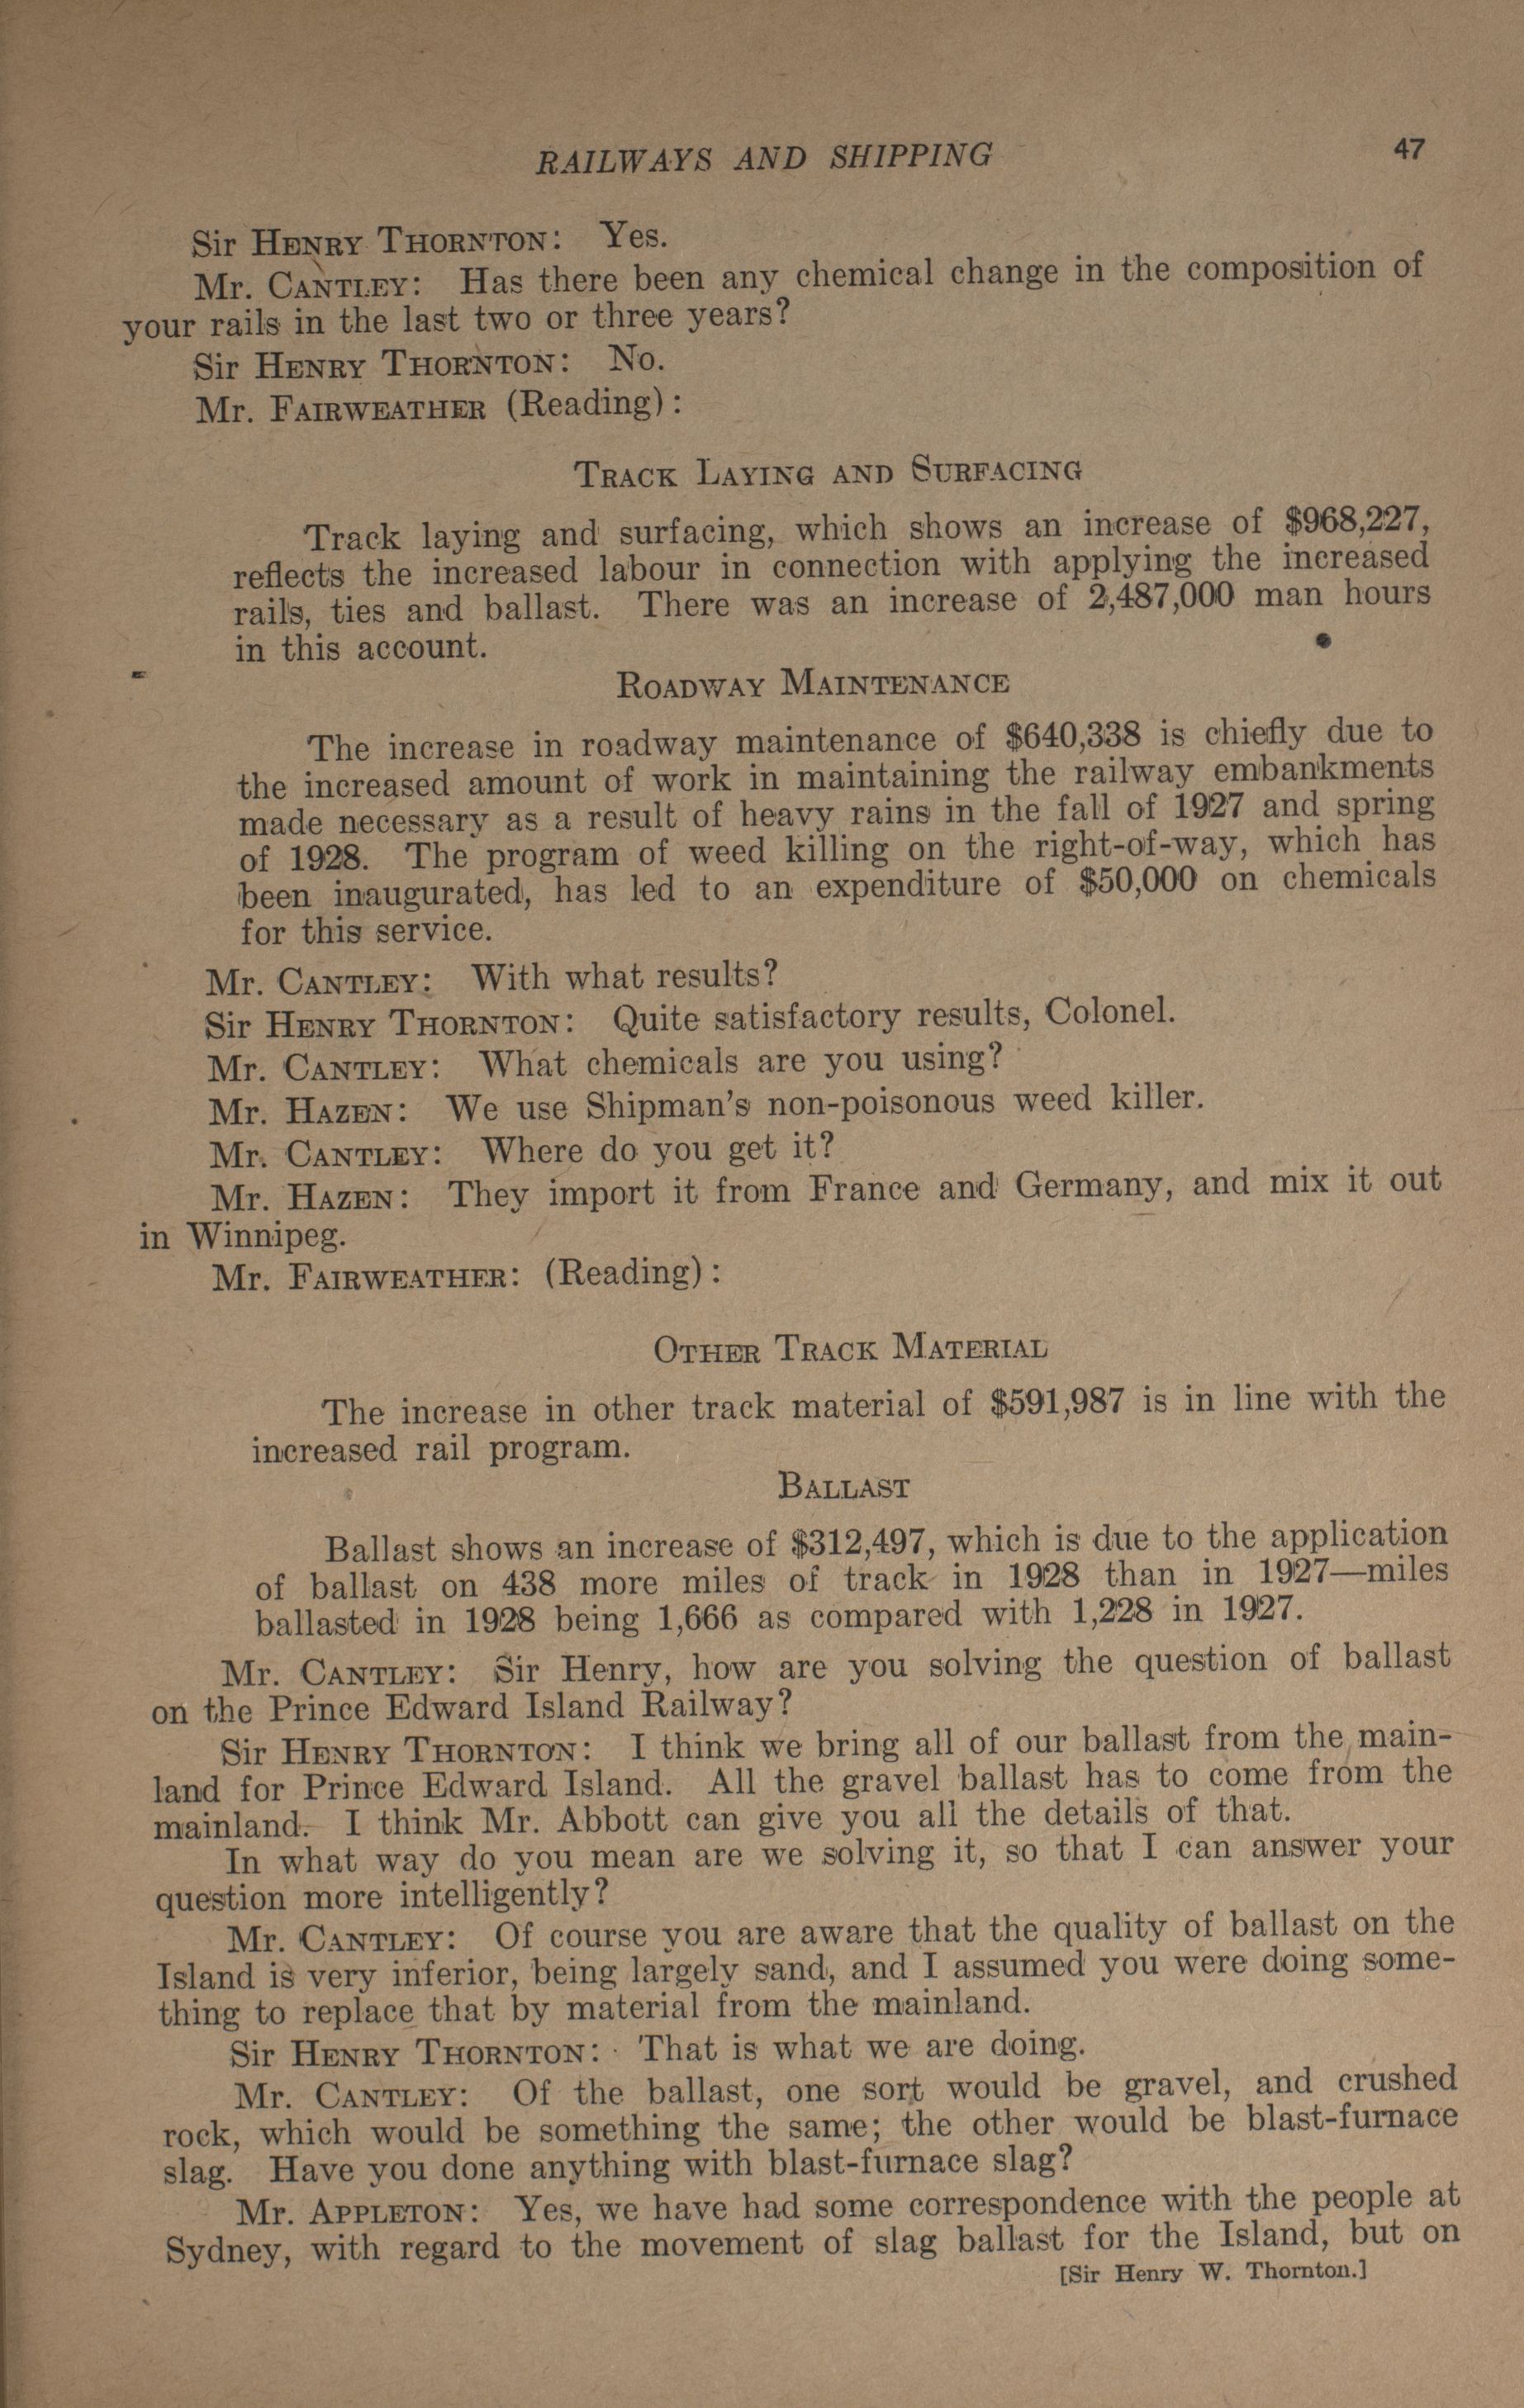 RAILWAYS AND SHIPPING 47
Sir HENRY THORNTON: Yes.
Mr. CANTLEY: Has there been any chemical change in the composition of
your rails in the last two or three years?
Sir HENRY THORNTON: No.
Mr. FAIRWEATHER (Reading):
TRACK LAYING AND SURFACING
Track laying and surfacing, which shows an increase of $968,227,
reflects the increased labour in connection with applying the increased
rails, ties and ballast. There was an increase of 2,487,000 man hours
in this account.
ROADWAY MAINTENANCE
The increase in roadway maintenance of $640,338 is chiefly due to
the increased amount of work in maintaining the railway embankments
made necessary as a result of heavy rains in the fall of 1927 and spring
of 1928. The program of weed killing on the right-of-way, which has
been inaugurated, has led to an expenditure of $50,000 on chemicals
for this service.
Mr. CANTLEY: With what results?
Sir HENRY THORNTON: Quite satisfactory results, Colonel.
Mr. CANTLEY: What chemicals are you using?
Mr. HAZEN: We use Shipman's non-poisonous weed killer.
Mr. CANTLEY: Where do you get it?
Mr. HAZEN: They import it from France and Germany, and mix it out
in Winnipeg.
Mr. FAIRWEATHER: (Reading):
OTHER TRACK MATERIAL
The increase in other track material of $591,987 is in line with the
increased rail program.
BALLAST
Ballast shows an increase of $312,497, which is due to the application
of ballast on 438 more miles of track in 1928 than in 1927—miles
ballasted in 1928 being 1,666 as compared with 1,228 in 1927.
Mr. CANTLEY: Sir Henry, how are you solving the question of ballast
on the Prince Edward Island Railway?
Sir HENRY THORNTON: I think we bring all of our ballast from the main-
land for Prince Edward Island. All the gravel ballast has to come from the
mainland. I think Mr. Abbott can give you all the details of that.
In what way do you mean are we solving it, so that I can answer your
question more intelligently?
Mr. CANTLEY: Of course you are aware that the quality of ballast on the
Island is very inferior, being largely sand, and I assumed you were doing some-
thing to replace that by material from the mainland.
Sir HENRY THORNTON: That is what we are doing.
Mr. CANTLEY: Of the ballast, one sort would be gravel, and crushed
rock, which would be something the same; the other would be blast-furnace
slag. Have you done anything with blast-furnace slag?
Mr. APPLETON: Yes, we have had some correspondence with the people at
Sydney, with regard to the movement of slag ballast for the Island, but on
[Sir Henry W. Thornton.]